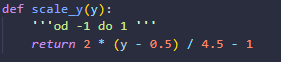 def scale_y(y):
    '''od -1 do 1 '''
    return 2 * (y - 0.5) / 4.5 - 1